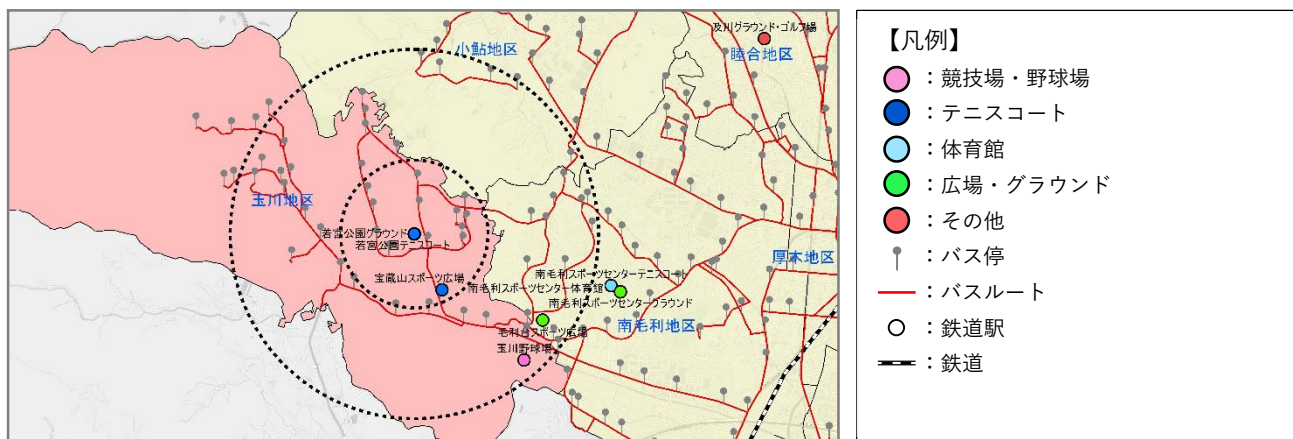 及川グラウンド・ゴルフ場
小鮎地区
睦合地区
玉川地区
若宮公園グラウンド
若宮公園テニスコート
厚木地区
宝蔵山スポーツ広場
南毛利スポーツセンターテニスコート
南毛利スポーツセンター体育館
南毛利スポーツセンターグラウンド
南毛利地区
毛利台スポーツ広場
玉川野球場
【凡例】
：競技場・野球場
：テニスコート
：体育館
：広場・グラウンド
：その他
：バス停
：バスルート
：鉄道駅
：鉄道